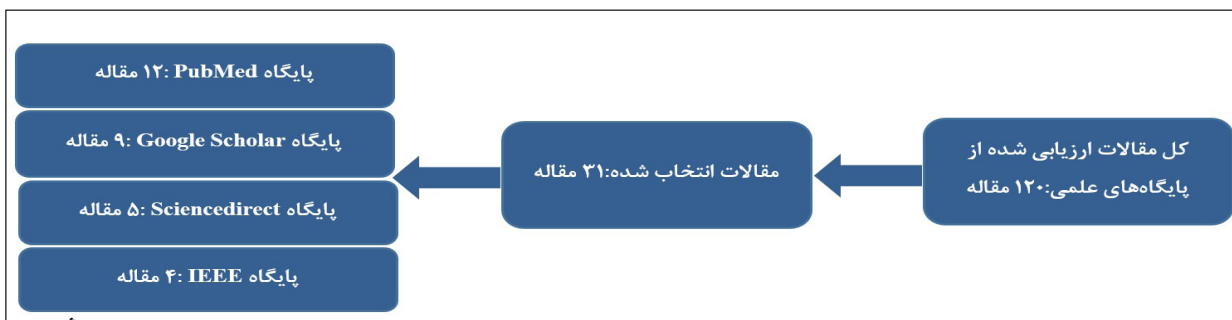 کل مقالات ارزیابی شده از
پایگاه‌های علمی:۱۲۰ مقاله
مقالات انتخاب شده:۳۱ مقاله
پایگاه PubMed :۱۲ مقاله
پایگاه Google Scholar :۹ مقاله
پایگاه Sciencedirect :۵ مقاله
پایگاه IEEE :۴ مقاله